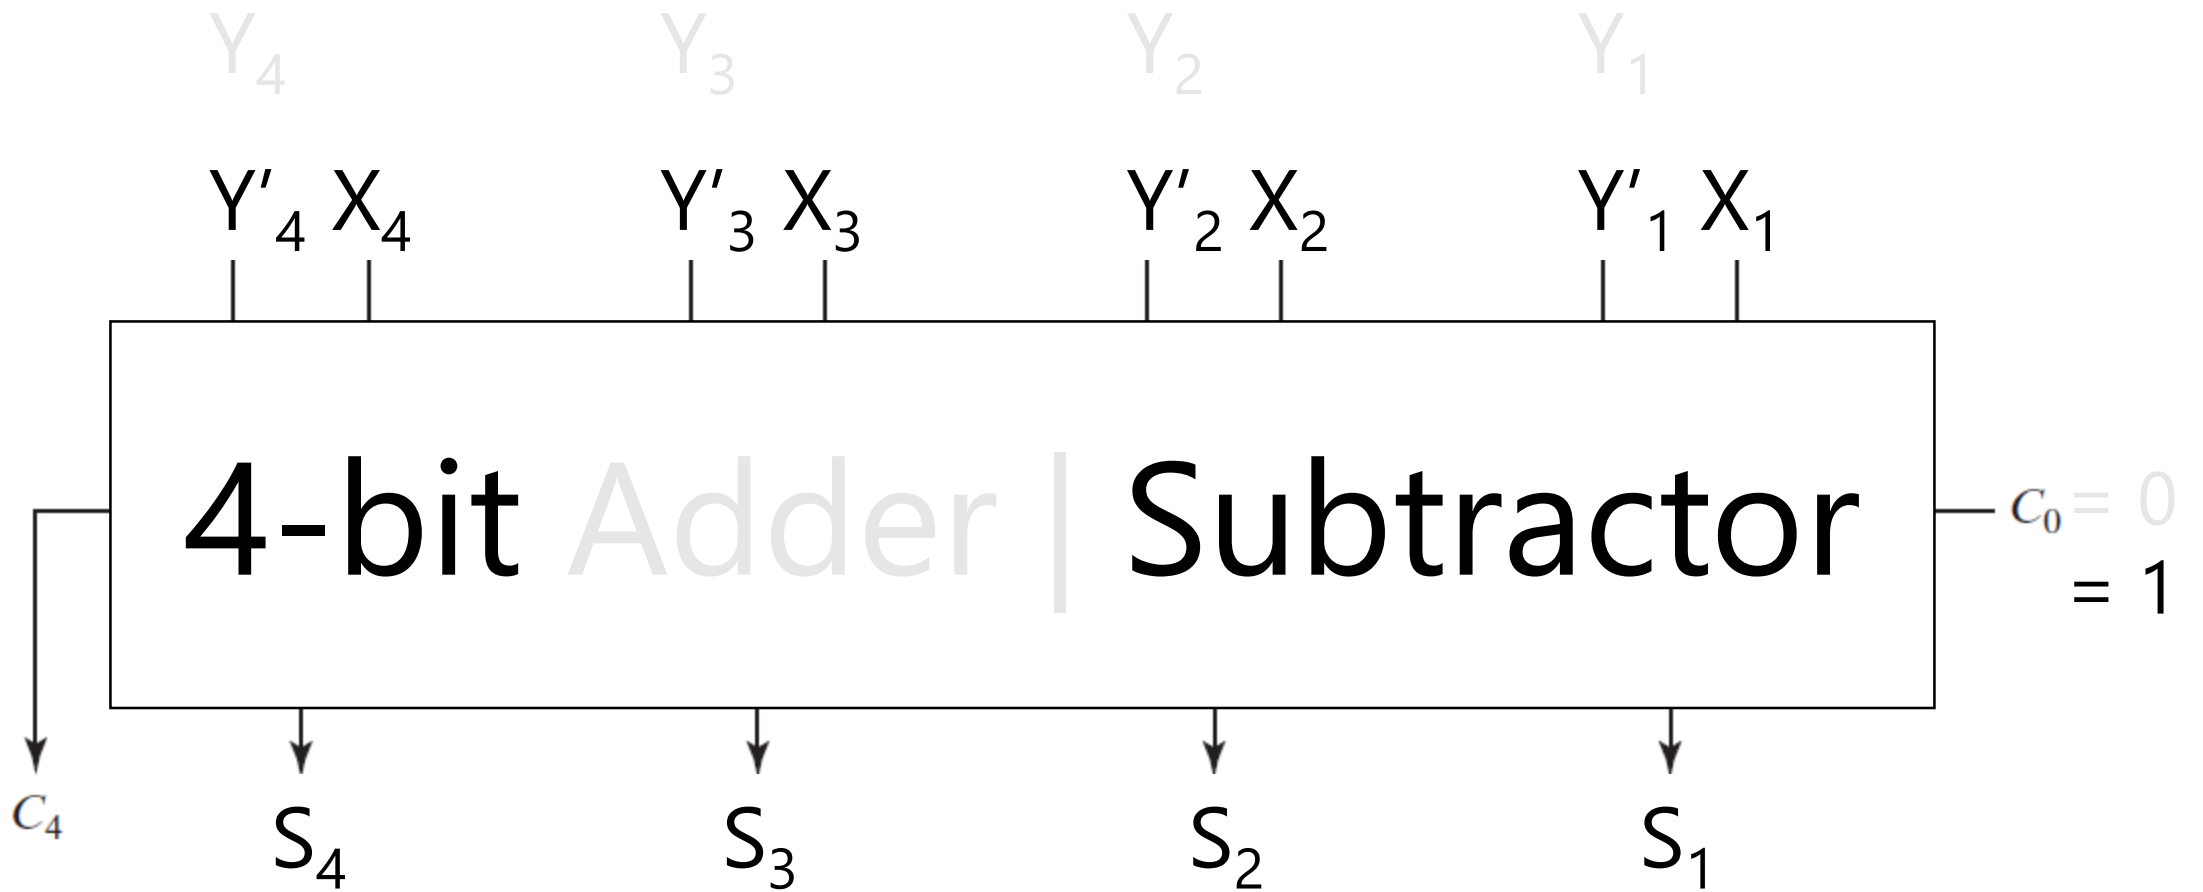 Y₄ Y₃ Y₂ Y₁
Y′₄ X₄ Y′₃ X₃ Y′₂ X₂ Y′₁ X₁
4-bit Adder | Subtractor
C₀ = 0
= 1
C₄ S₄ S₃ S₂ S₁